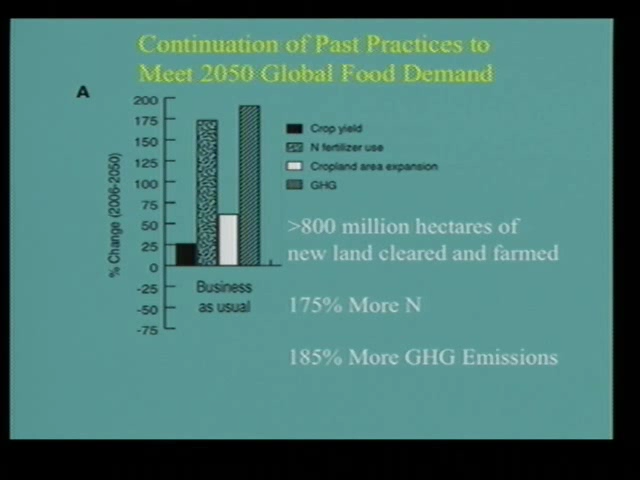 Continuation of Past Practices to
Meet 2050 Global Food Demand
A
% Change (2006-2050)
200
175
150
125
100
75
50
25
0
-25
-50
-75
Business
as usual
Crop yield
N fertilizer use
Cropland area expansion
GHG
>800 million hectares of
new land cleared and farmed
175% More N
185% More GHG Emissions